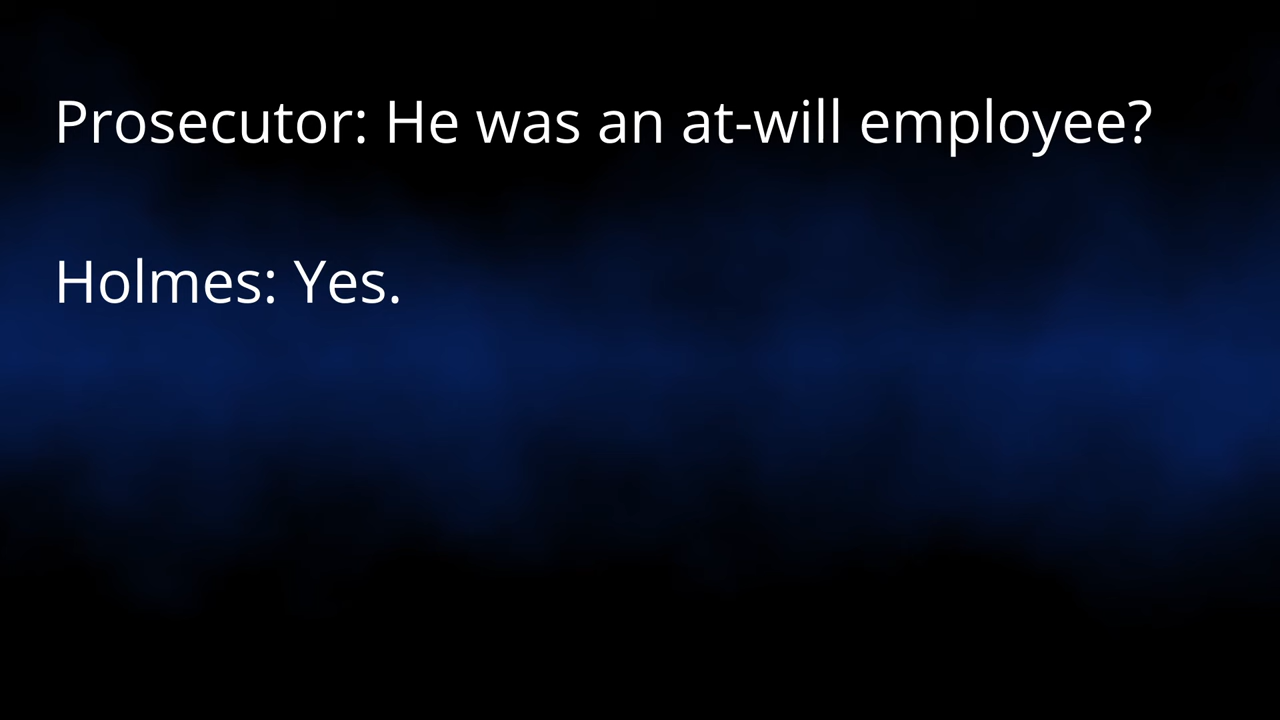 Prosecutor: He was an at-will employee?
Holmes: Yes.